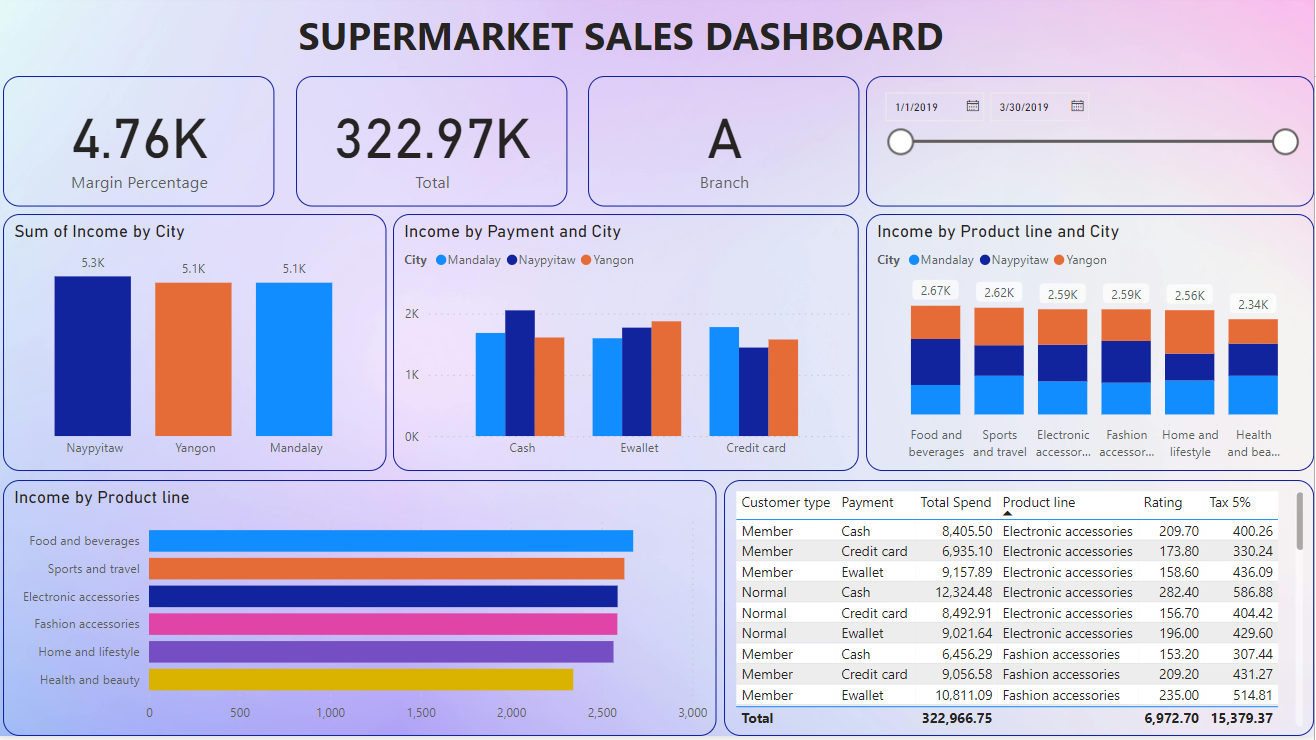 SUPERMARKET SALES DASHBOARD
4.76K
Margin Percentage
322.97K
Total
A
Branch
1/1/2019 3/30/2019
Sum of Income by City
5.3K 5.1K 5.1K
Naypyitaw Yangon Mandalay
Income by Payment and City
City Mandalay Naypyitaw Yangon
2K
1K
0K
Cash Ewallet Credit card
Income by Product line and City
City Mandalay Naypyitaw Yangon
2.67K 2.62K 2.59K 2.59K 2.56K 2.34K
Food and Sports Electronic Fashion Home and Health
beverages and travel accessor... accessor... lifestyle and bea...
Income by Product line
Food and beverages
Sports and travel
Electronic accessories
Fashion accessories
Home and lifestyle
Health and beauty
0 500 1,000 1,500 2,000 2,500 3,000
Customer type Payment Total Spend Product line Rating Tax 5%
Member Cash 8,405.50 Electronic accessories 209.70 400.26
Member Credit card 6,935.10 Electronic accessories 173.80 330.24
Member Ewallet 9,157.89 Electronic accessories 158.60 436.09
Normal Cash 12,324.48 Electronic accessories 282.40 586.88
Normal Credit card 8,492.91 Electronic accessories 156.70 404.42
Normal Ewallet 9,021.64 Electronic accessories 196.00 429.60
Member Cash 6,456.29 Fashion accessories 153.20 307.44
Member Credit card 9,056.58 Fashion accessories 209.20 431.27
Member Ewallet 10,811.09 Fashion accessories 235.00 514.81
Total 322,966.75 6,972.70 15,379.37